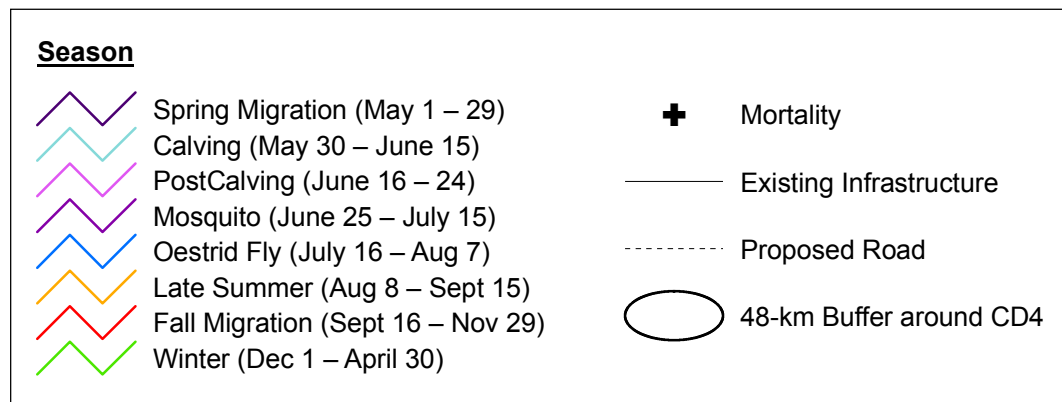 Season
Spring Migration (May 1 – 29)
Calving (May 30 – June 15)
PostCalving (June 16 – 24)
Mosquito (June 25 – July 15)
Oestrid Fly (July 16 – Aug 7)
Late Summer (Aug 8 – Sept 15)
Fall Migration (Sept 16 – Nov 29)
Winter (Dec 1 – April 30)
Mortality
Existing Infrastructure
Proposed Road
48-km Buffer around CD4